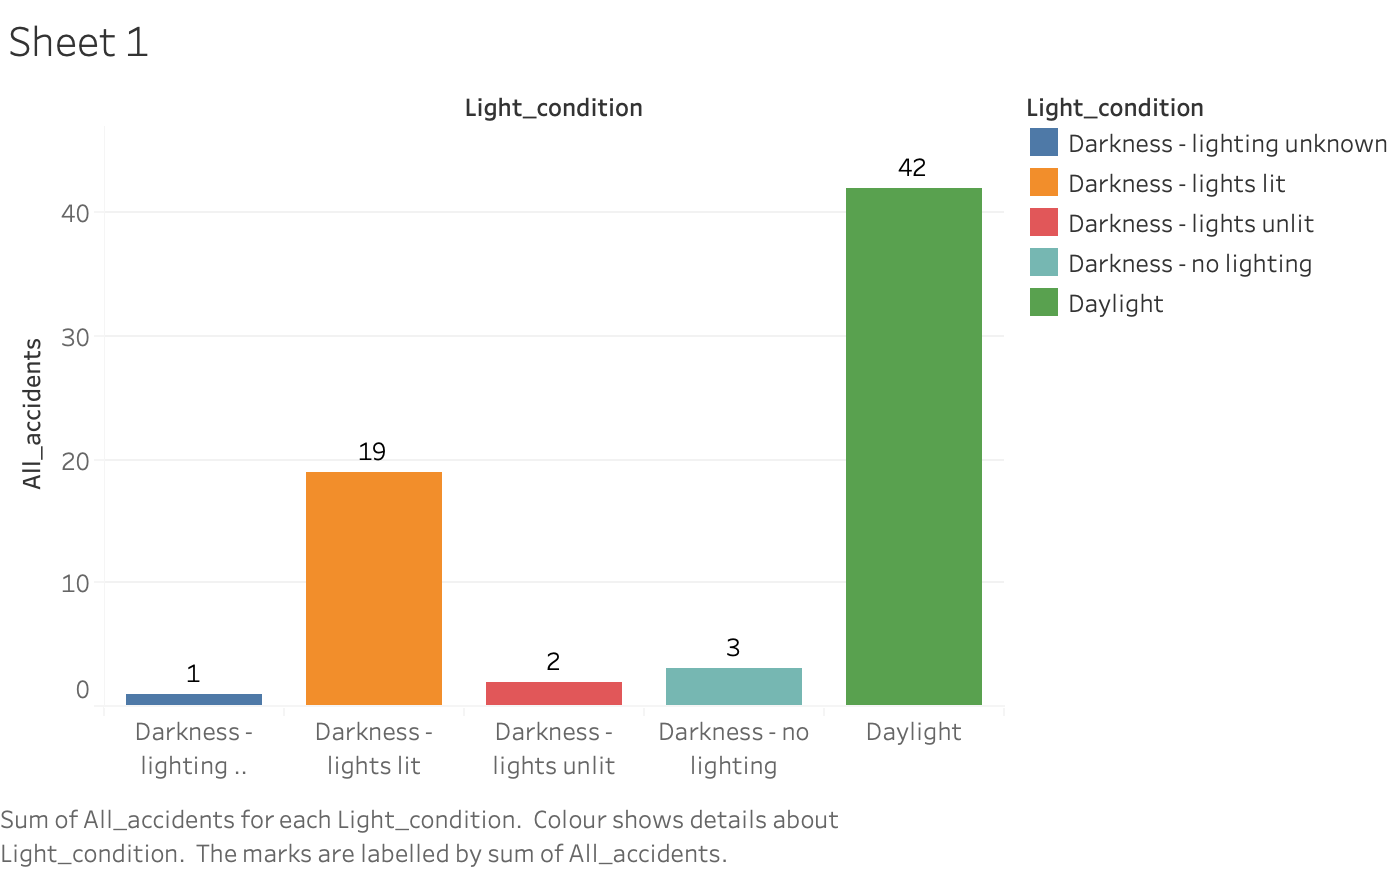 Sheet 1
Light_condition
All_accidents
40
30
20
10
0
1
19
2
3
42
Darkness -
lighting ..
Darkness -
lights lit
Darkness -
lights unlit
Darkness - no
lighting
Daylight
Light_condition
Darkness - lighting unknown
Darkness - lights lit
Darkness - lights unlit
Darkness - no lighting
Daylight
Sum of All_accidents for each Light_condition.  Colour shows details about
Light_condition.  The marks are labelled by sum of All_accidents.